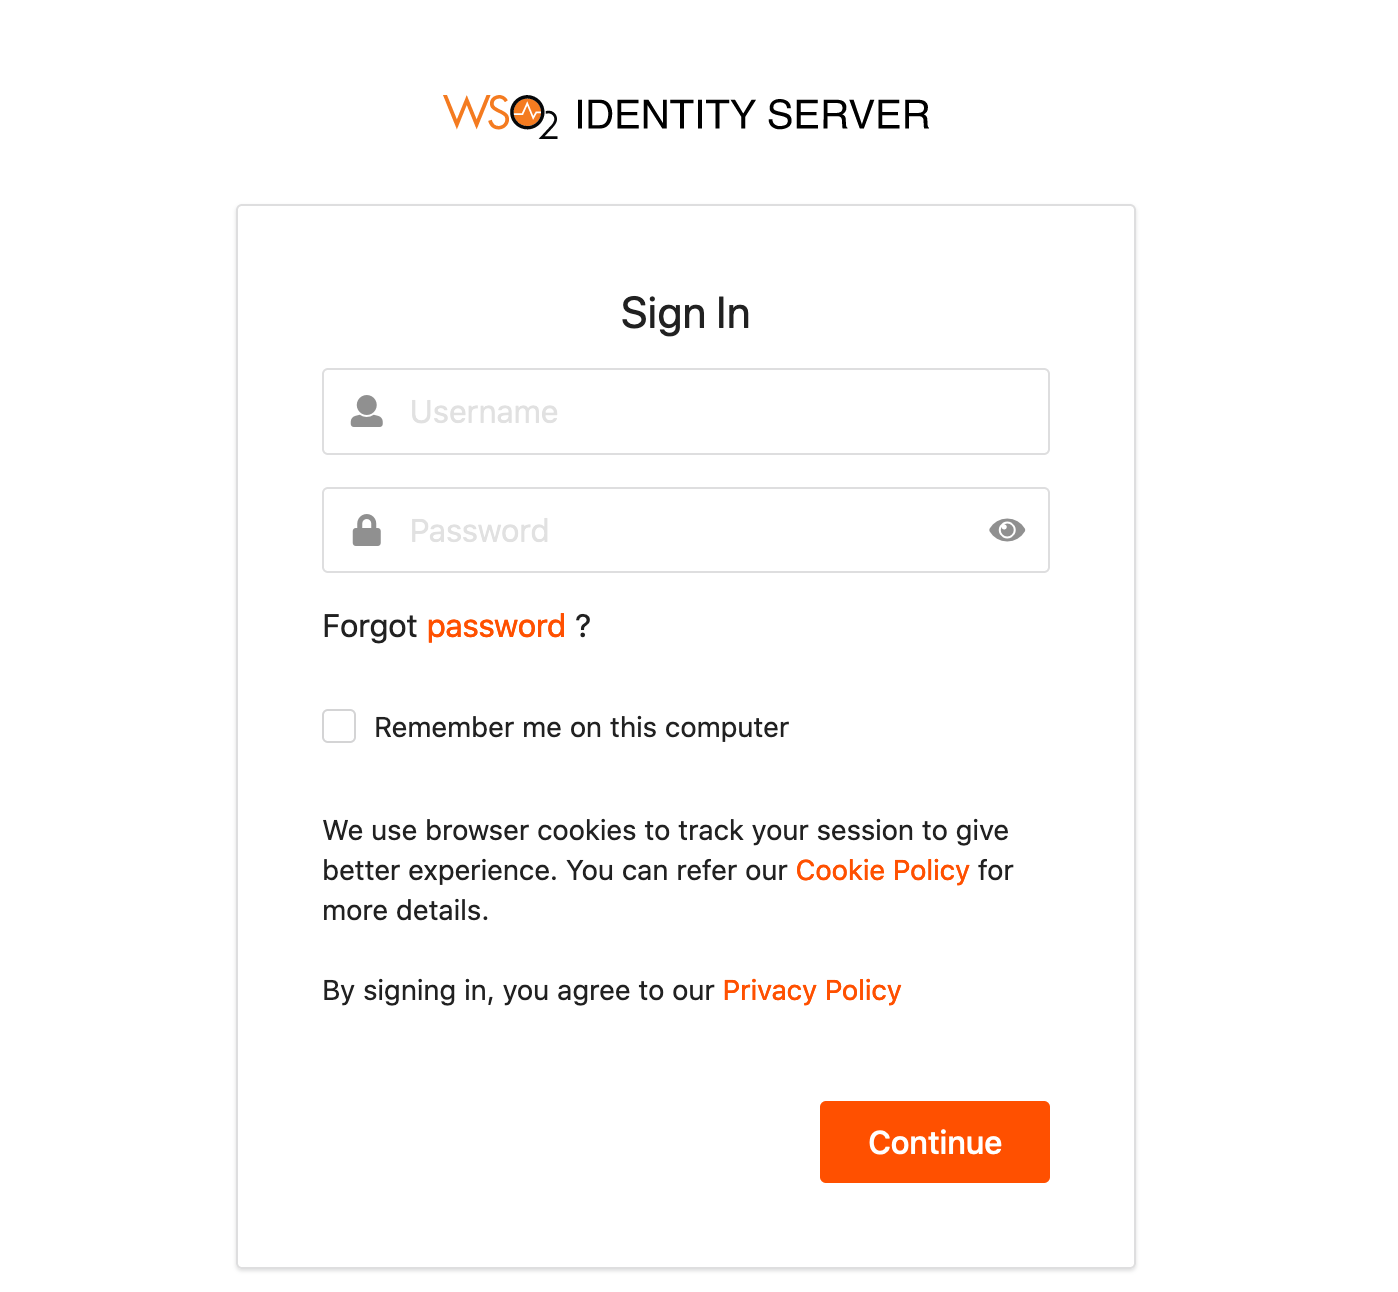 WSO2 IDENTITY SERVER
Sign In
Username
Password
Forgot password ?
Remember me on this computer
We use browser cookies to track your session to give
better experience. You can refer our Cookie Policy for
more details.
By signing in, you agree to our Privacy Policy
Continue